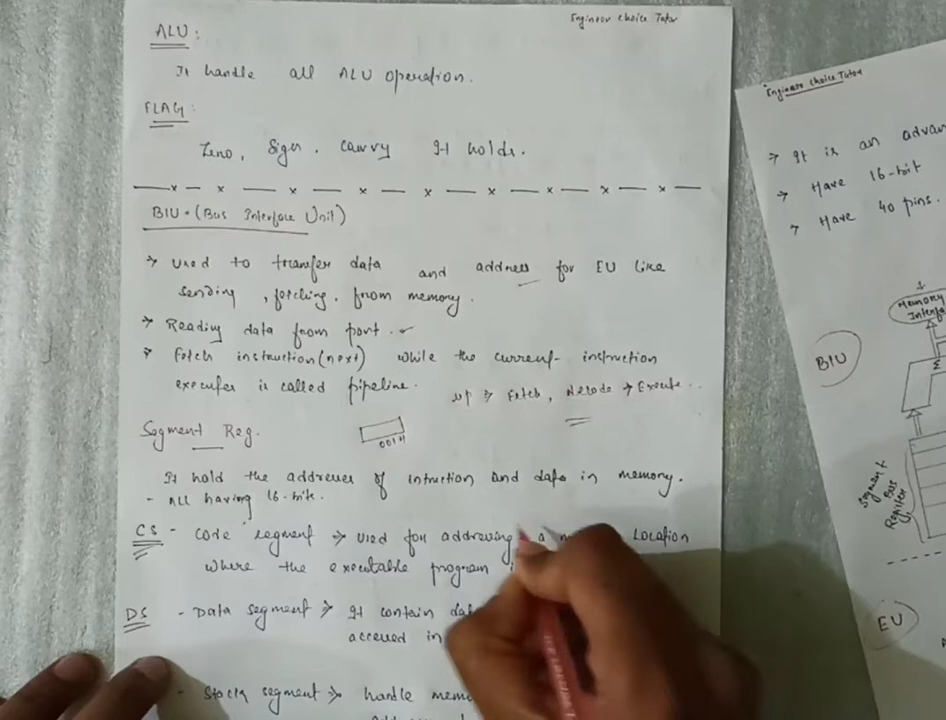 Engineer Choice Tutor
ALU :
It handle all ALU operation.
FLAG :
Zeno, Sign, carry It holds.
BIU - (Bus Interface Unit)
→ Used to transfer data and address for EU like
sending, fetching, from memory.
→ Reading data from port.
→ Fetch instruction (next) while the current instruction
executes is called pipeline. up → Fetch, Decode → Execute..
Segment Reg.
001H
It hold the addresses of intruction and data in memory.
- All having 16-bits.
CS - Code segment → used for addressing a Location
where the executable program
DS - Data segment → It contain
accessed in
- Stack segment → handle
Engineer Choice Tutor
→ It is an advan
→ Have 16-bit
→ Have 40 pins.
Memory
Interfa
BIU
Σ
Segment
Bus
Register
EU